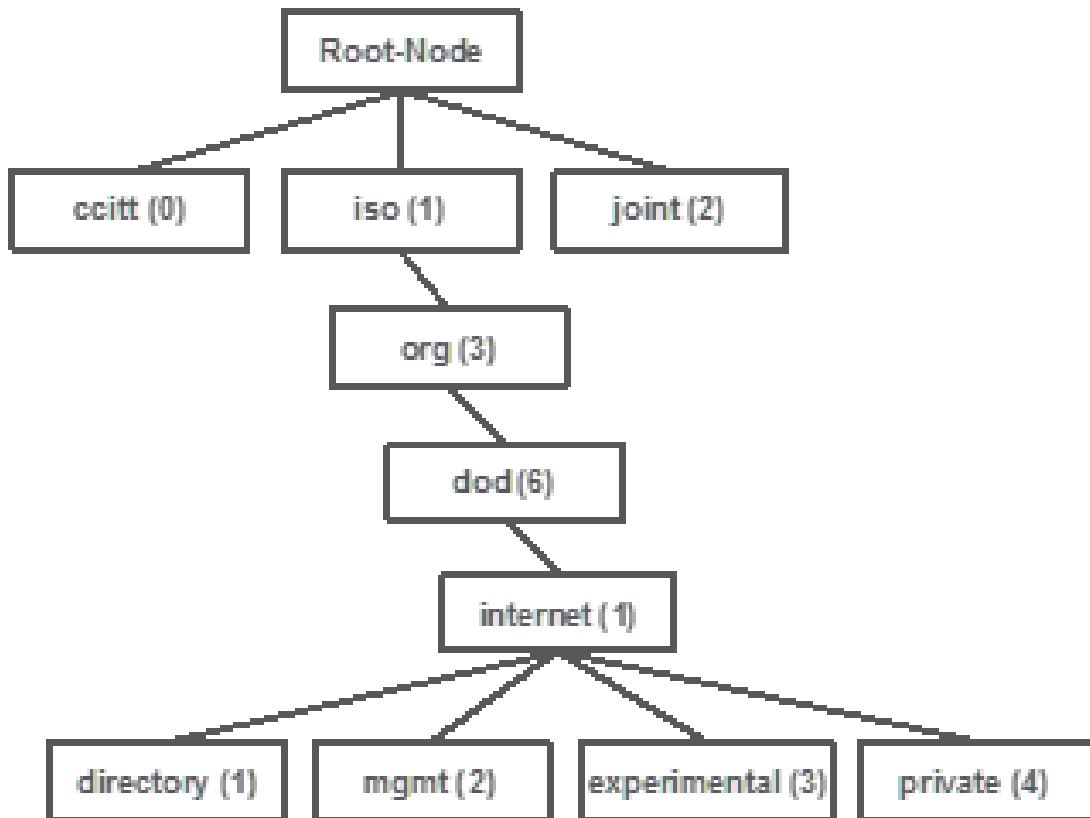 Root-Node
ccitt (0)
iso (1)
joint (2)
org (3)
dod (6)
internet (1)
directory (1)
mgmt (2)
experimental (3)
private (4)